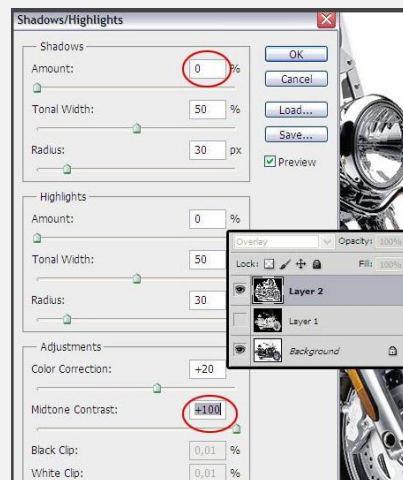 Shadows/Highlights
Shadows
Amount: 0 %
Tonal Width: 50 %
Radius: 30 px
Highlights
Amount: 0 %
Tonal Width: 50
Radius: 30
Adjustments
Color Correction: +20
Midtone Contrast: +100
Black Clip: 0,01 %
White Clip: 0,01 %
OK
Cancel
Load...
Save...
Preview
Overlay Opacity: 100%
Lock: Fill: 100%
Layer 2
Layer 1
Background